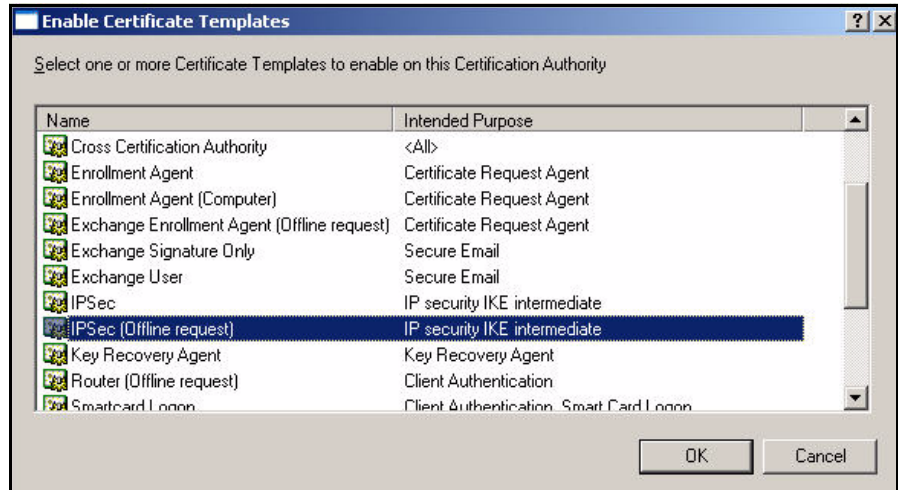 Enable Certificate Templates
Select one or more Certificate Templates to enable on this Certification Authority
Name Intended Purpose
Cross Certification Authority <All>
Enrollment Agent Certificate Request Agent
Enrollment Agent (Computer) Certificate Request Agent
Exchange Enrollment Agent (Offline request) Certificate Request Agent
Exchange Signature Only Secure Email
Exchange User Secure Email
IPSec IP security IKE intermediate
IPSec (Offline request) IP security IKE intermediate
Key Recovery Agent Key Recovery Agent
Router (Offline request) Client Authentication
Smartcard Logon Client Authentication, Smart Card Logon
OK Cancel